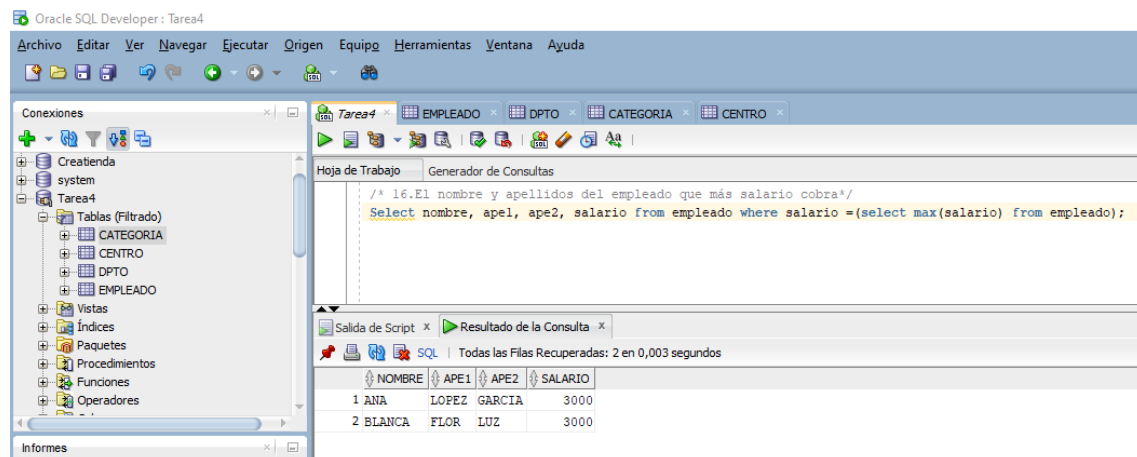 Oracle SQL Developer : Tarea4
Archivo Editar Ver Navegar Ejecutar Origen Equipo Herramientas Ventana Ayuda
Conexiones
Creatienda
system
Tarea4
Tablas (Filtrado)
CATEGORIA
CENTRO
DPTO
EMPLEADO
Vistas
Índices
Paquetes
Procedimientos
Funciones
Operadores
Informes
Tarea4 EMPLEADO DPTO CATEGORIA CENTRO
Hoja de Trabajo Generador de Consultas
/* 16.El nombre y apellidos del empleado que más salario cobra*/
Select nombre, ape1, ape2, salario from empleado where salario =(select max(salario) from empleado);
Salida de Script Resultado de la Consulta
SQL | Todas las Filas Recuperadas: 2 en 0,003 segundos
NOMBRE APE1 APE2 SALARIO
1 ANA LOPEZ GARCIA 3000
2 BLANCA FLOR LUZ 3000